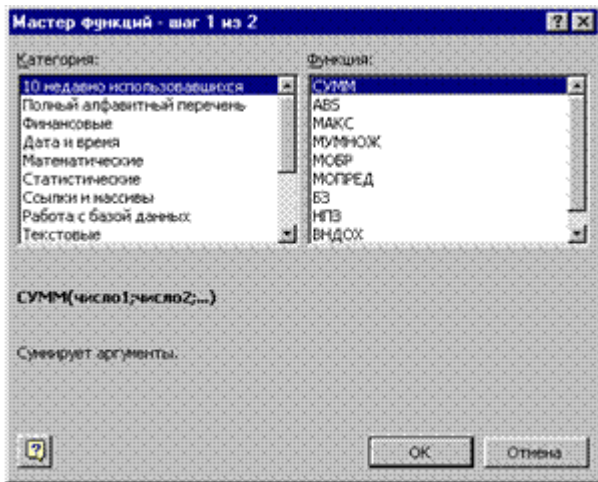 Мастер функций - шаг 1 из 2
Категория:
10 недавно использовавшихся
Полный алфавитный перечень
Финансовые
Дата и время
Математические
Статистические
Ссылки и массивы
Работа с базой данных
Текстовые
Функция:
СУММ
ABS
МАКС
МУМНОЖ
МОБР
МОПРЕД
БЗ
НПЗ
ВНДОХ
СУММ(число1;число2;...)
Суммирует аргументы.
ОК
Отмена